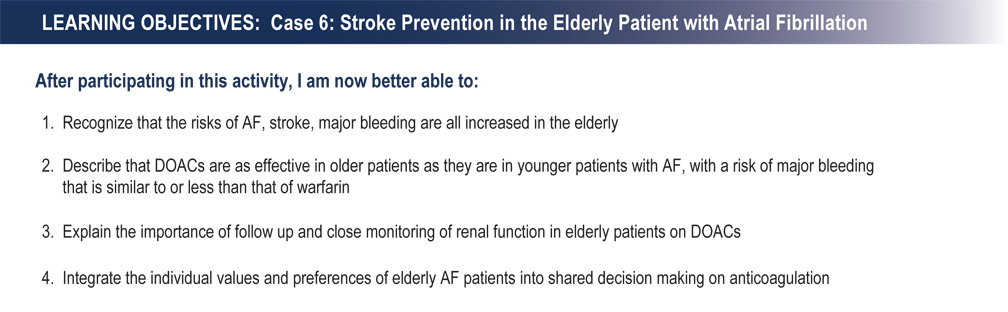 LEARNING OBJECTIVES: Case 6: Stroke Prevention in the Elderly Patient with Atrial Fibrillation
After participating in this activity, I am now better able to:
1. Recognize that the risks of AF, stroke, major bleeding are all increased in the elderly
2. Describe that DOACs are as effective in older patients as they are in younger patients with AF, with a risk of major bleeding
that is similar to or less than that of warfarin
3. Explain the importance of follow up and close monitoring of renal function in elderly patients on DOACs
4. Integrate the individual values and preferences of elderly AF patients into shared decision making on anticoagulation